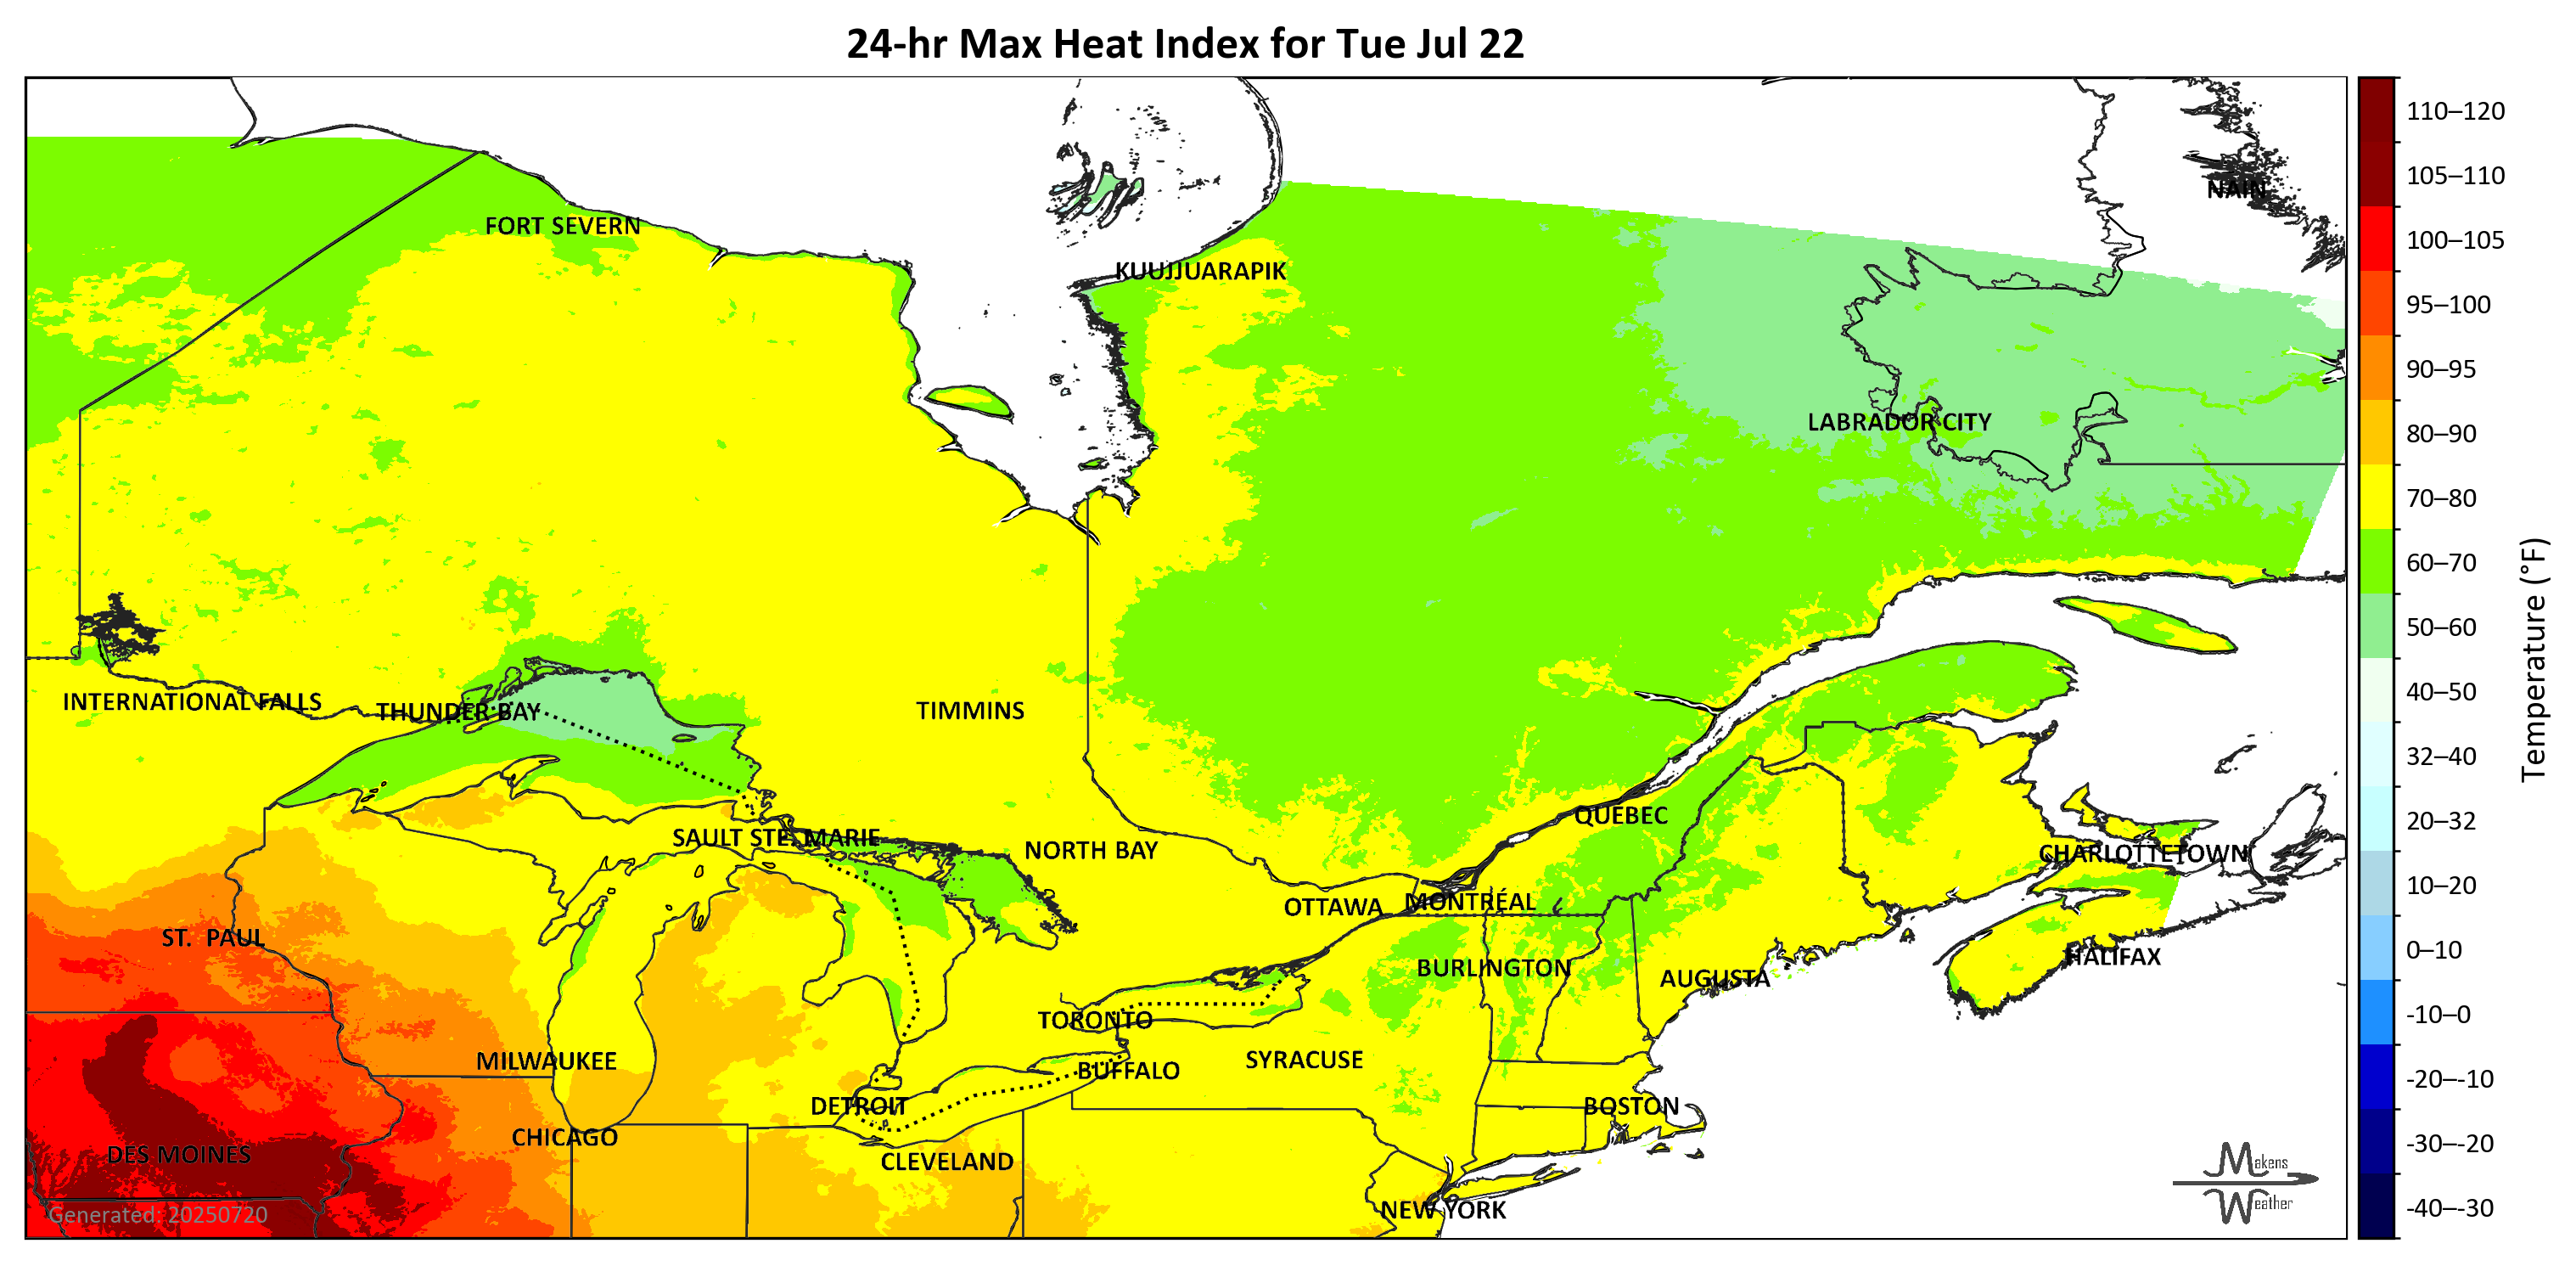 24-hr Max Heat Index for Tue Jul 22
NAIN
FORT SEVERN
KUUJJUARAPIK
LABRADOR CITY
INTERNATIONAL FALLS
THUNDER BAY
TIMMINS
QUÉBEC
SAULT STE. MARIE
NORTH BAY
CHARLOTTETOWN
OTTAWA
MONTRÉAL
ST. PAUL
HALIFAX
BURLINGTON
AUGUSTA
TORONTO
MILWAUKEE
SYRACUSE
BUFFALO
DETROIT
BOSTON
CHICAGO
DES MOINES
CLEVELAND
NEW YORK
Generated: 20250720
Makens
Weather
110–120
105–110
100–105
95–100
90–95
80–90
70–80
60–70
50–60
40–50
32–40
20–32
10–20
0–10
-10–0
-20–-10
-30–-20
-40–-30
Temperature (°F)